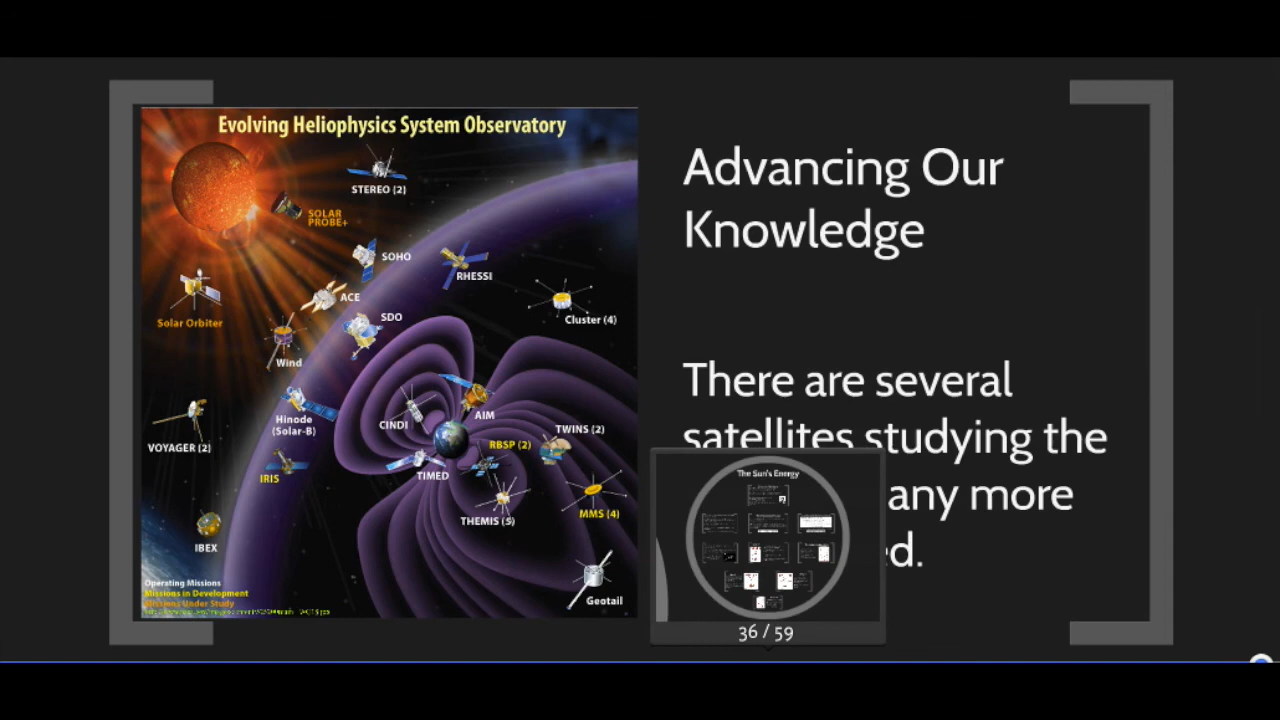 Evolving Heliophysics System Observatory
STEREO (2)
SOLAR
PROBE+
SOHO
RHESSI
ACE
Solar Orbiter
SDO
Cluster (4)
Wind
Hinode
(Solar-B)
CINDI
AIM
VOYAGER (2)
RBSP (2)
TWINS (2)
IRIS
TIMED
THEMIS (5)
MMS (4)
IBEX
Geotail
Operating Missions
Missions in Development
Missions Under Study
Advancing Our
Knowledge
There are several
satellites studying the
any more
The Sun's Energy
36 / 59